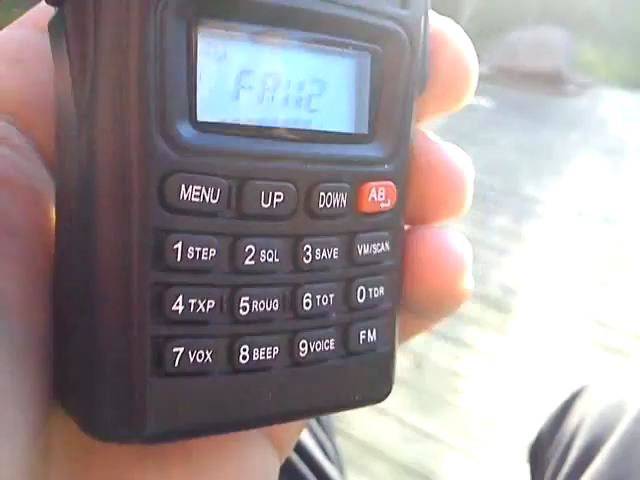 MENU UP DOWN AB
1 STEP 2 SQL 3 SAVE VM/SCAN
4 TXP 5 ROUG 6 TOT 0 TDR
7 VOX 8 BEEP 9 VOICE FM